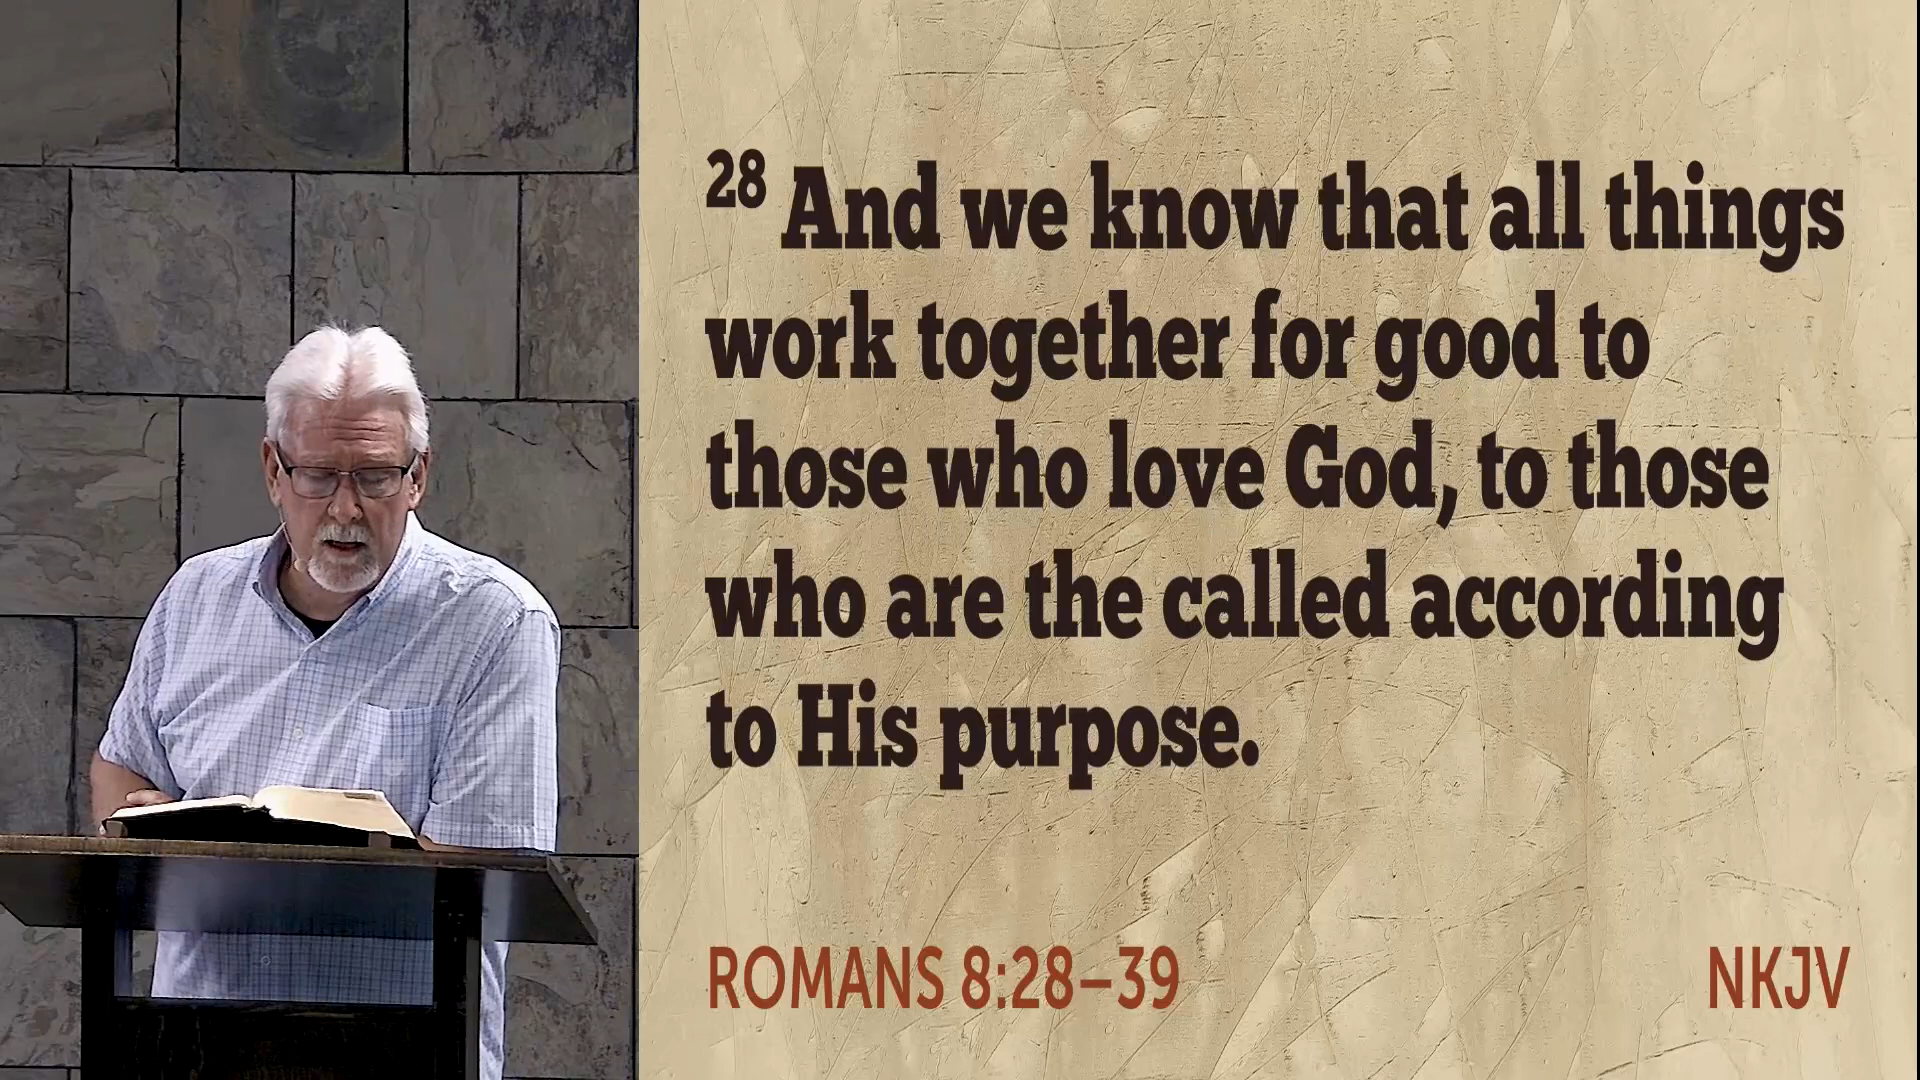 28 And we know that all things
work together for good to
those who love God, to those
who are the called according
to His purpose.
ROMANS 8:28–39
NKJV